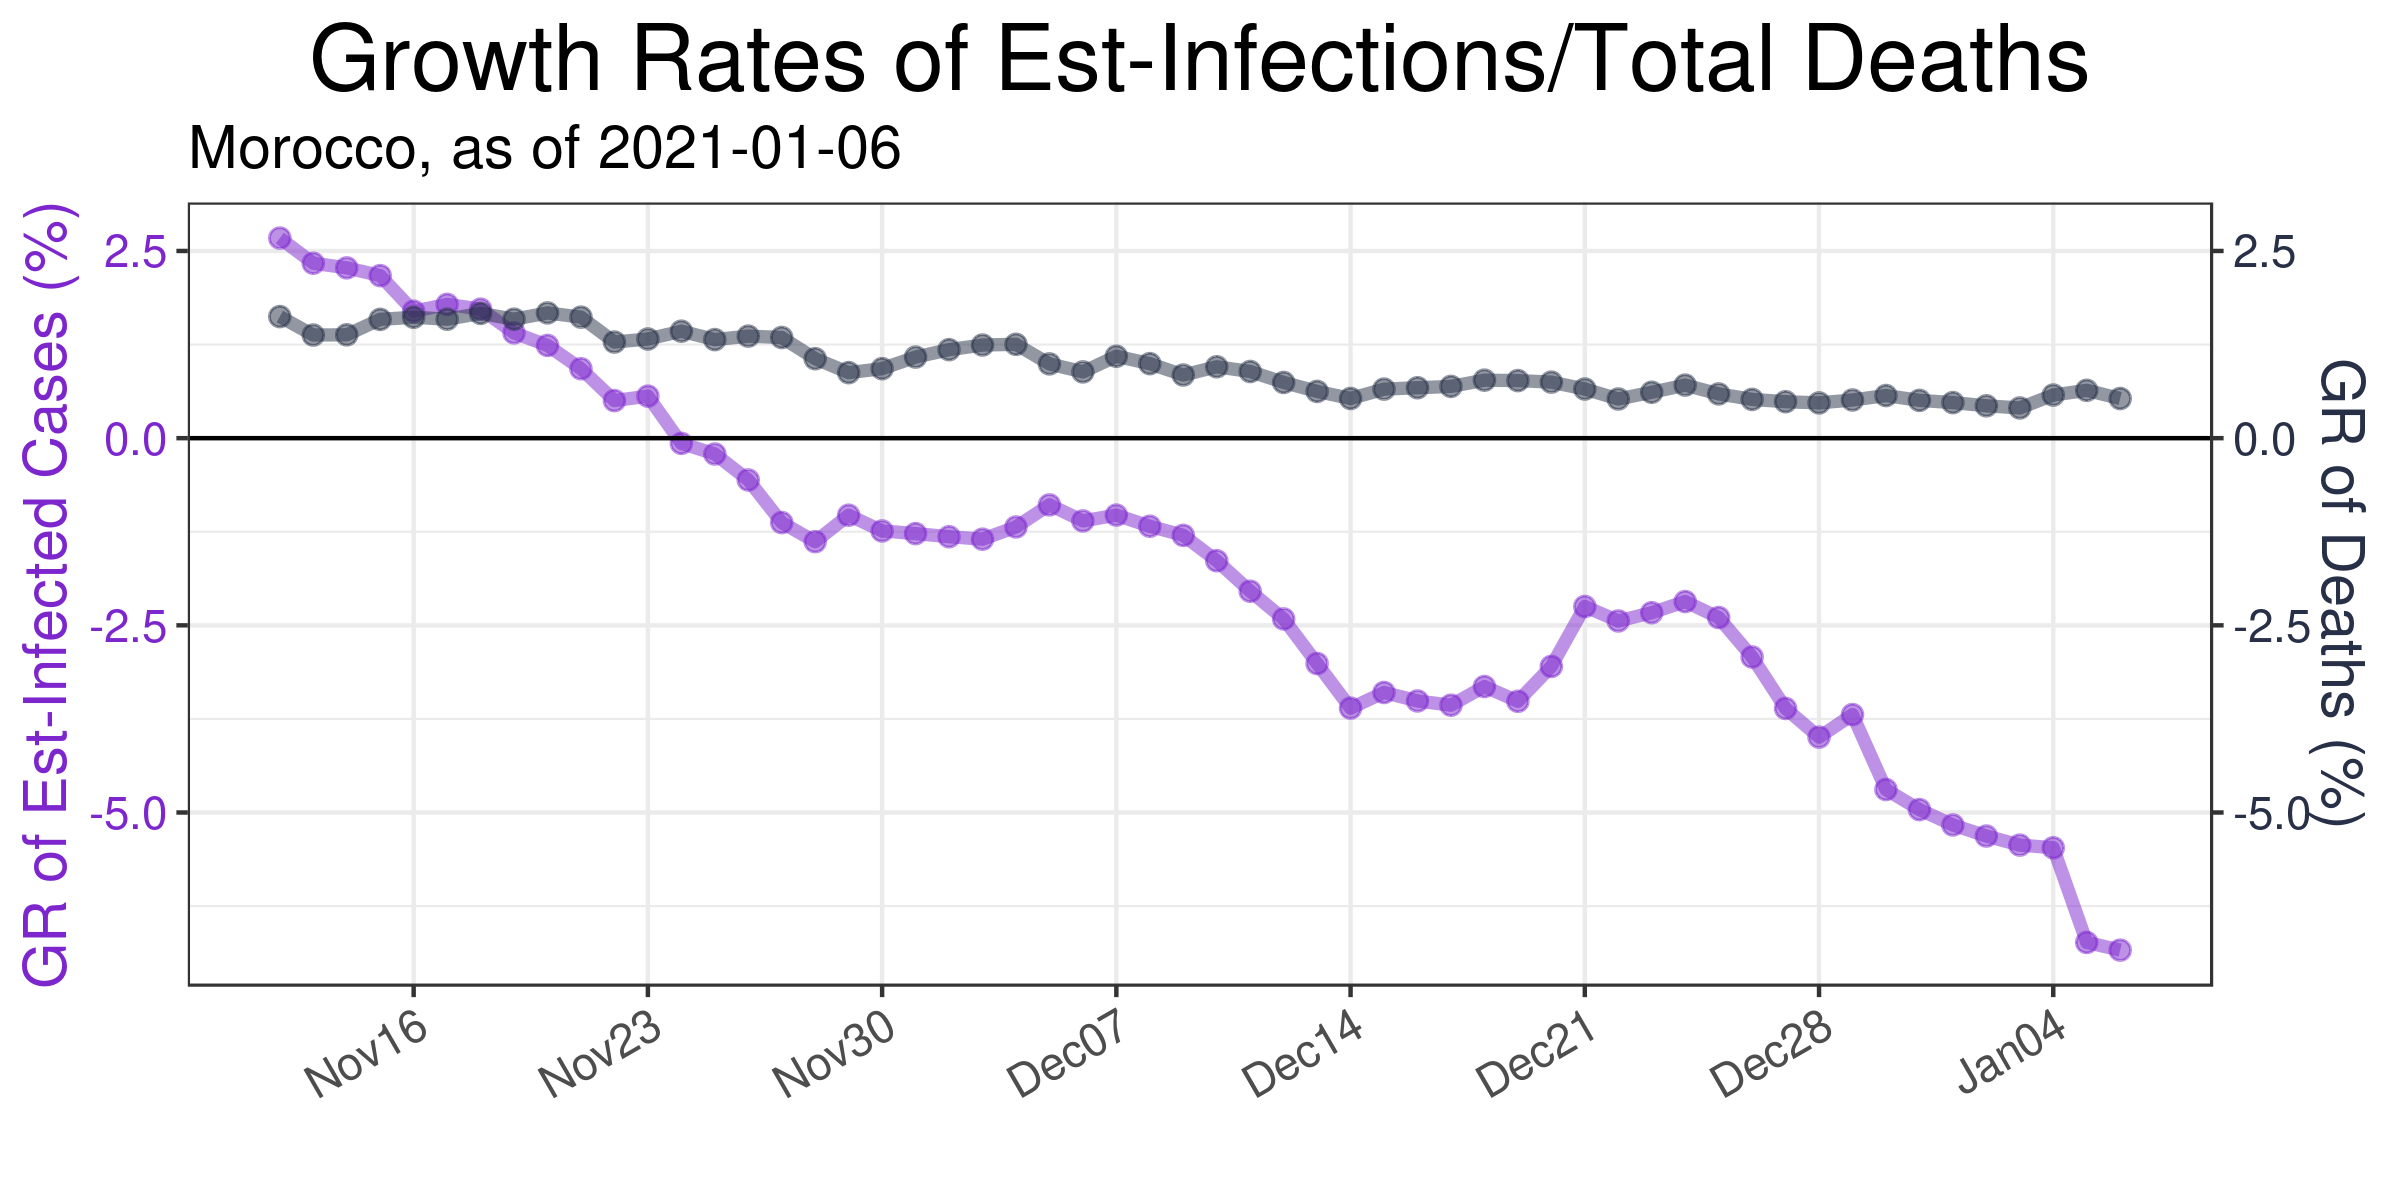 Growth Rates of Est-Infections/Total Deaths
Morocco, as of 2021-01-06
GR of Est-Infected Cases (%)
2.5
0.0
-2.5
-5.0
2.5
0.0
-2.5
-5.0
GR of Deaths (%)
Nov16
Nov23
Nov30
Dec07
Dec14
Dec21
Dec28
Jan04